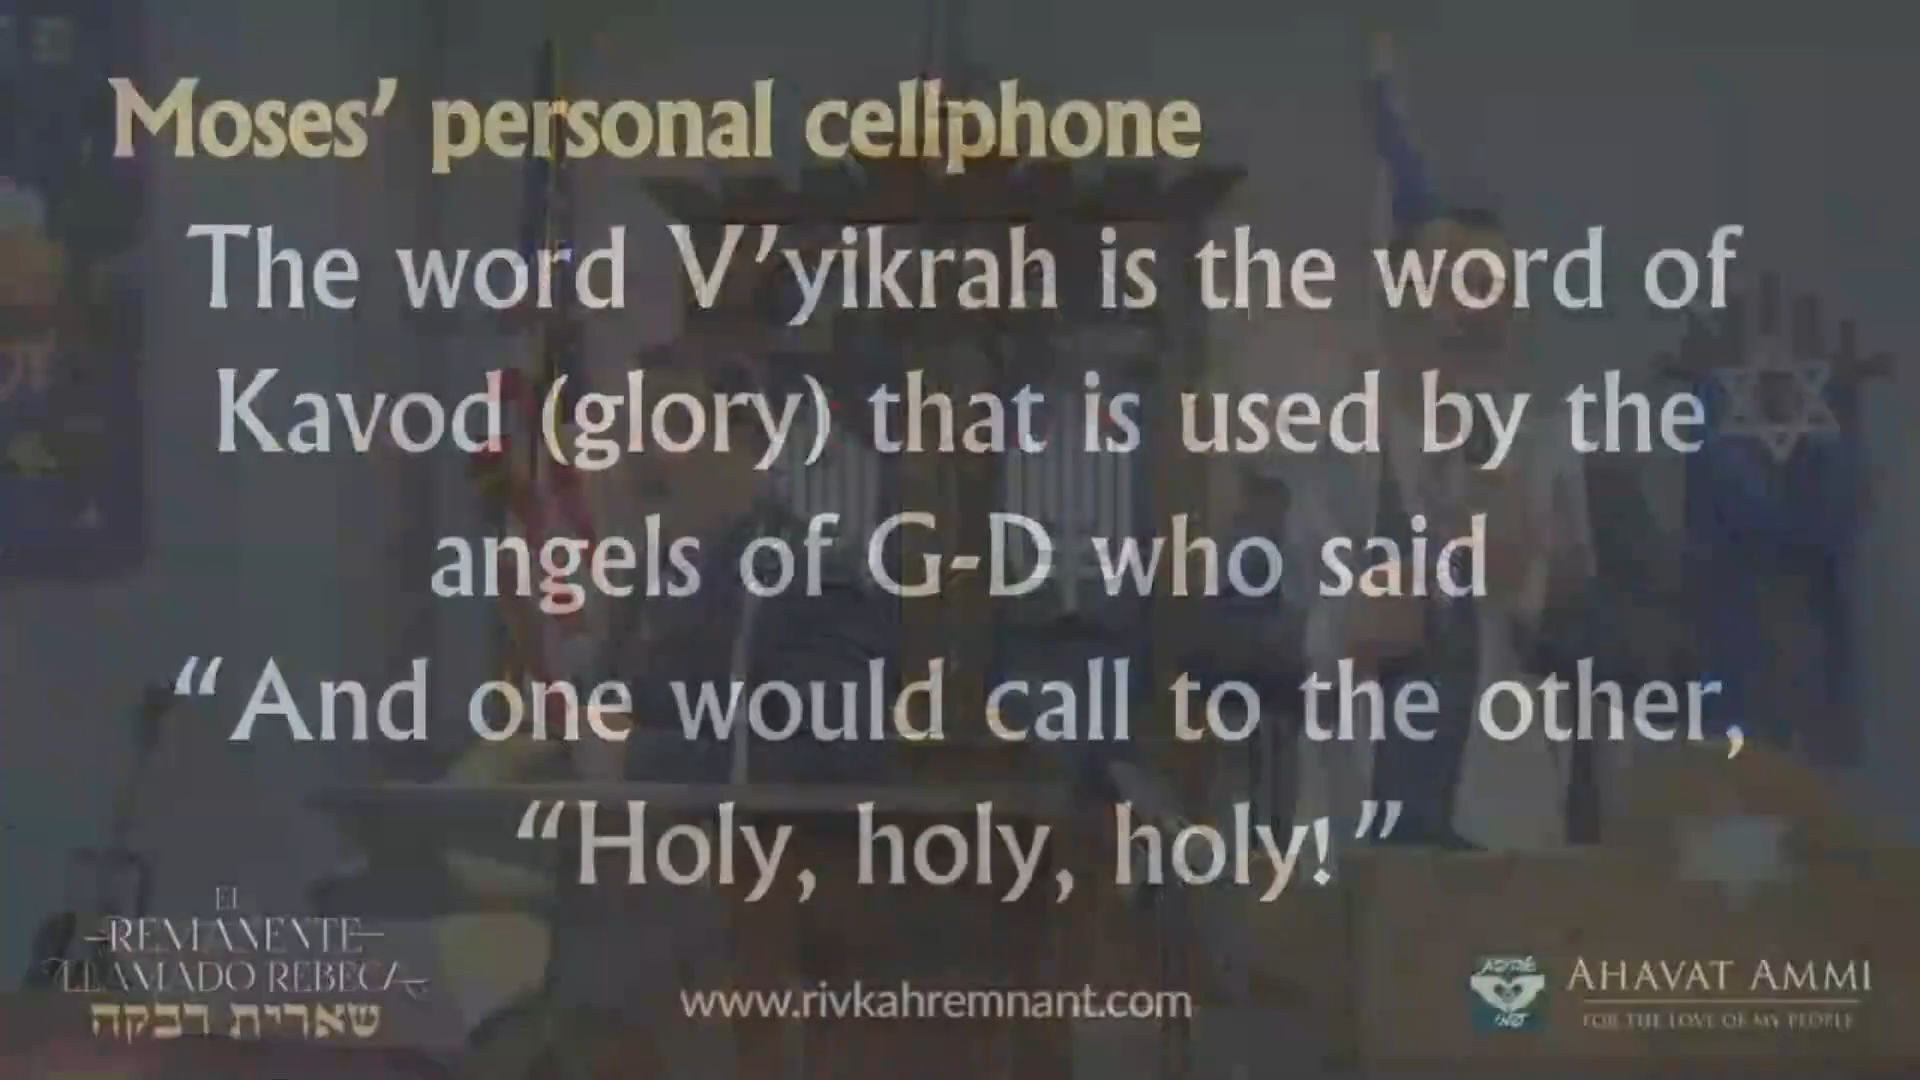 Moses’ personal cellphone
The word V’yikrah is the word of
Kavod (glory) that is used by the
angels of G-D who said
“And one would call to the other,
“Holy, holy, holy!”
EL
REMANENTE
LLAMADO REBECA
שארית רבקה
www.rivkahremnant.com
AHAVAT AMMI
FOR THE LOVE OF MY PEOPLE